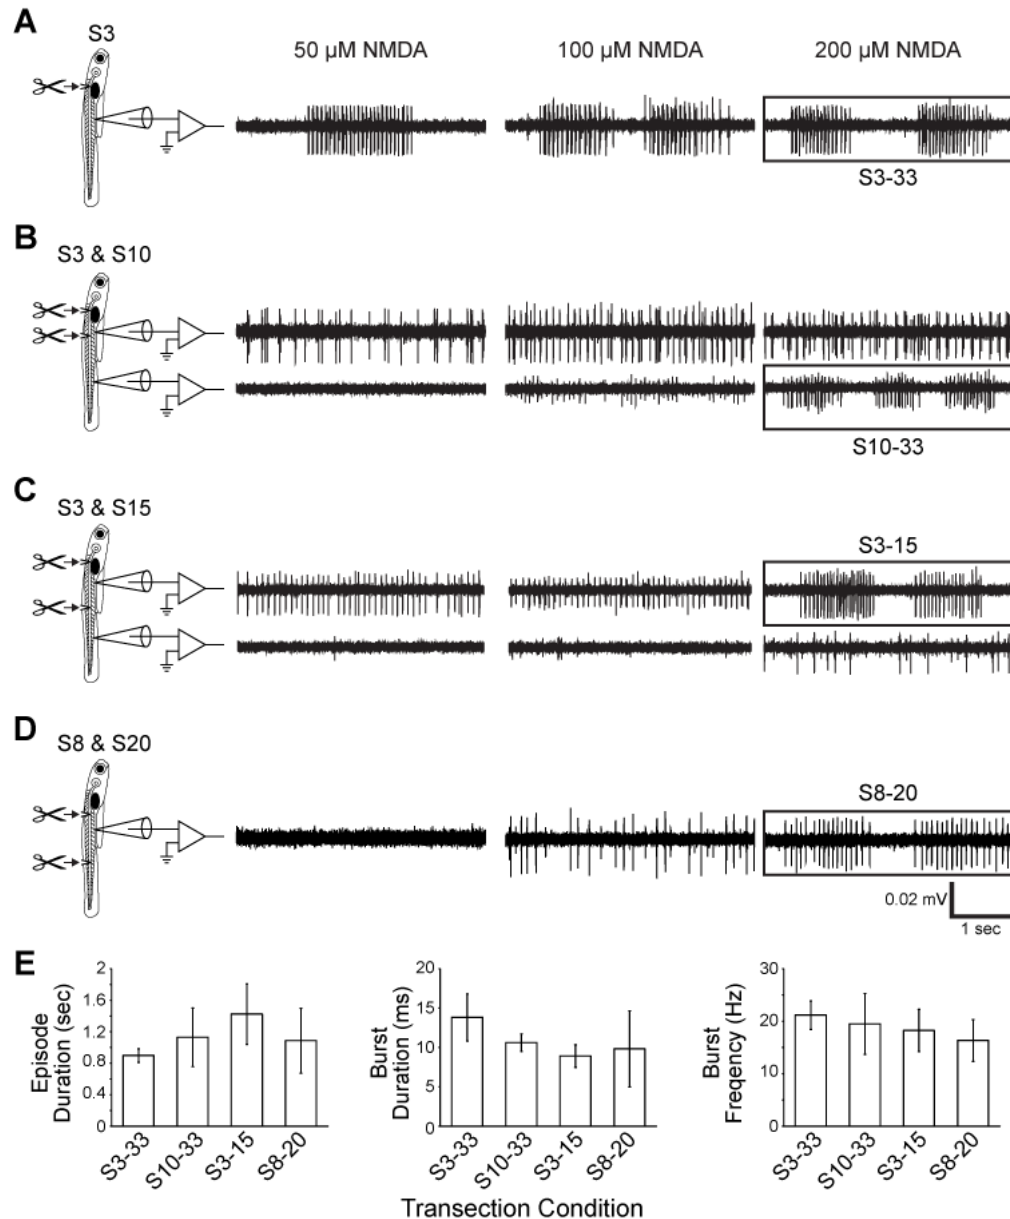 A
S3
50 µM NMDA
100 µM NMDA
200 µM NMDA
S3-33
B
S3 & S10
S10-33
C
S3 & S15
S3-15
D
S8 & S20
S8-20
0.02 mV
1 sec
E
Episode
Duration (sec)
2
1.6
1.2
0.8
0.4
0
S3-33
S10-33
S3-15
S8-20
Burst
Duration (ms)
20
15
10
5
0
S3-33
S10-33
S3-15
S8-20
Burst
Freqency (Hz)
30
20
10
0
S3-33
S10-33
S3-15
S8-20
Transection Condition